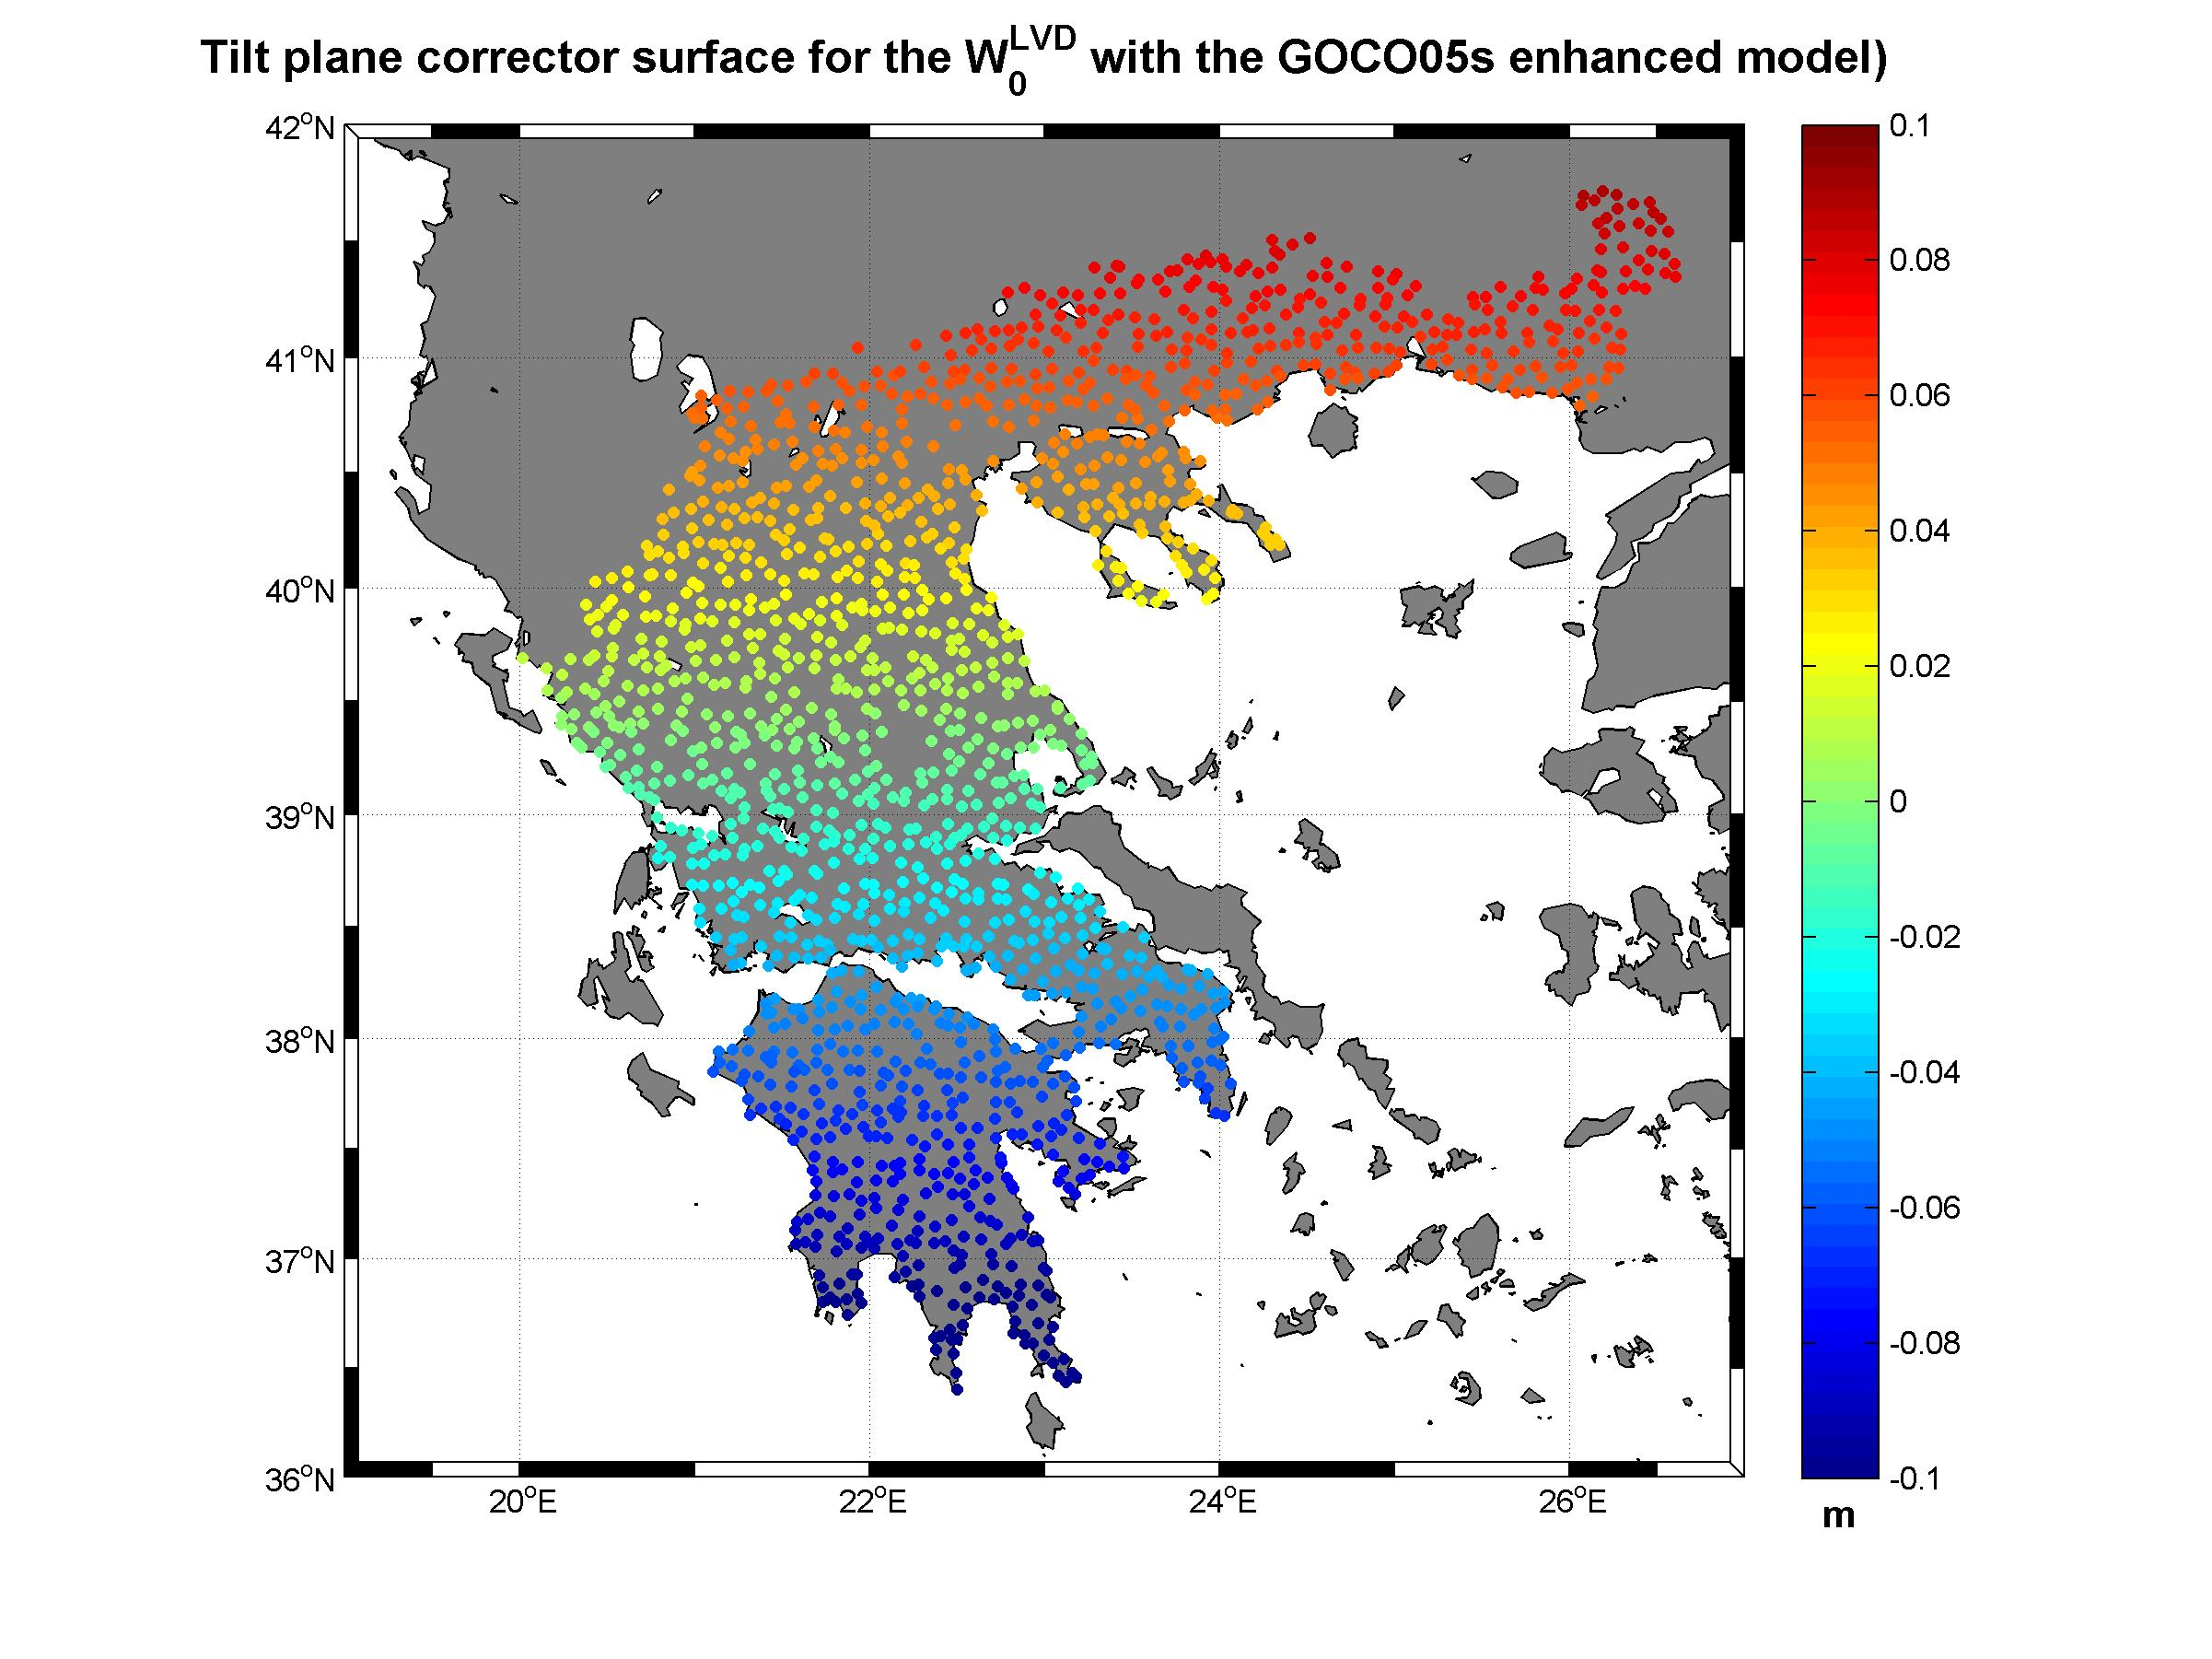 Tilt plane corrector surface for the W₀ᴸⱽᴰ with the GOCO05s enhanced model)
42°N
41°N
40°N
39°N
38°N
37°N
36°N
20°E 22°E 24°E 26°E
0.1
0.08
0.06
0.04
0.02
0
-0.02
-0.04
-0.06
-0.08
-0.1
m